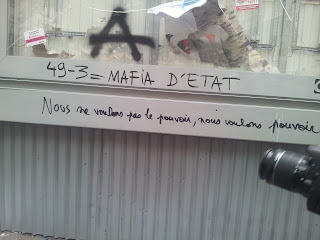 A
49-3 = MAFIA D'ETAT
Nous ne voulons pas le pouvoir, nous voulons pouvoir